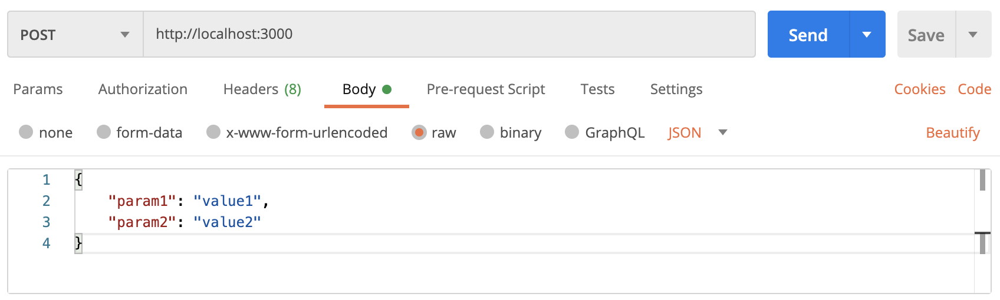 POST http://localhost:3000 Send Save
Params Authorization Headers (8) Body Pre-request Script Tests Settings Cookies Code
none form-data x-www-form-urlencoded raw binary GraphQL JSON Beautify
1 {
2 "param1": "value1",
3 "param2": "value2"
4 }